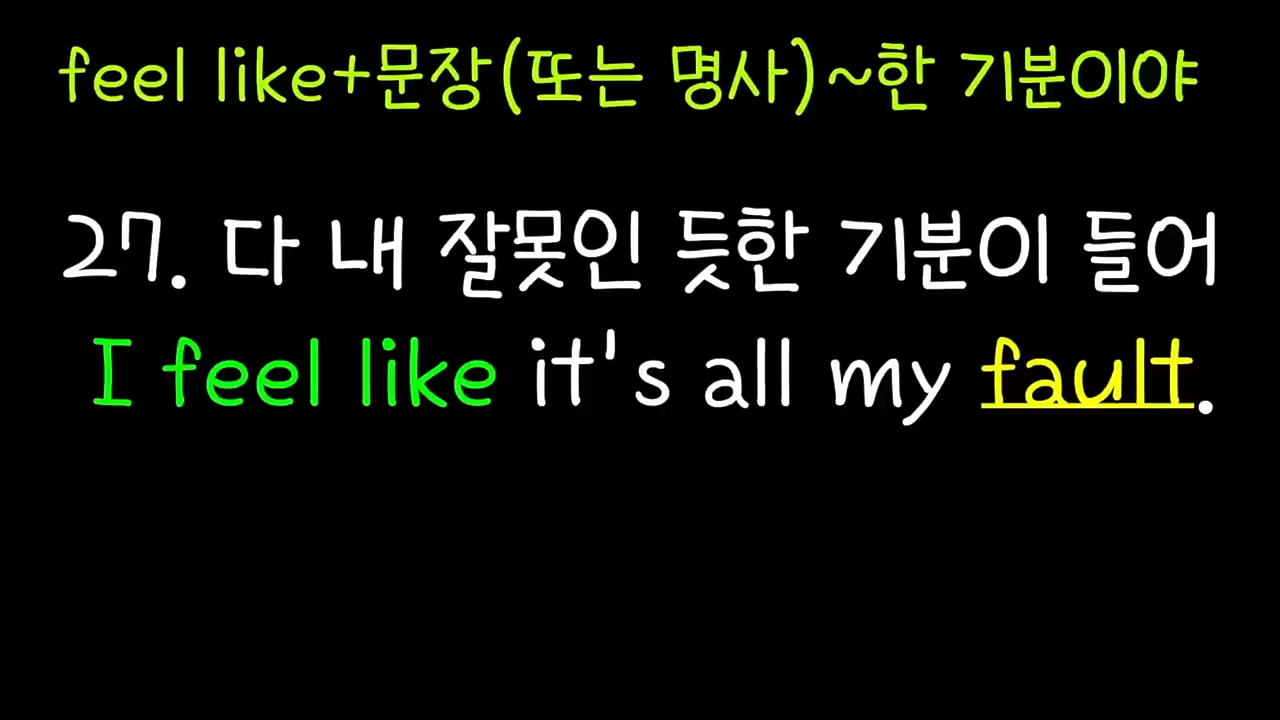 feel like+문장(또는 명사)~한 기분이야
27. 다 내 잘못인 듯한 기분이 들어
I feel like it's all my fault.